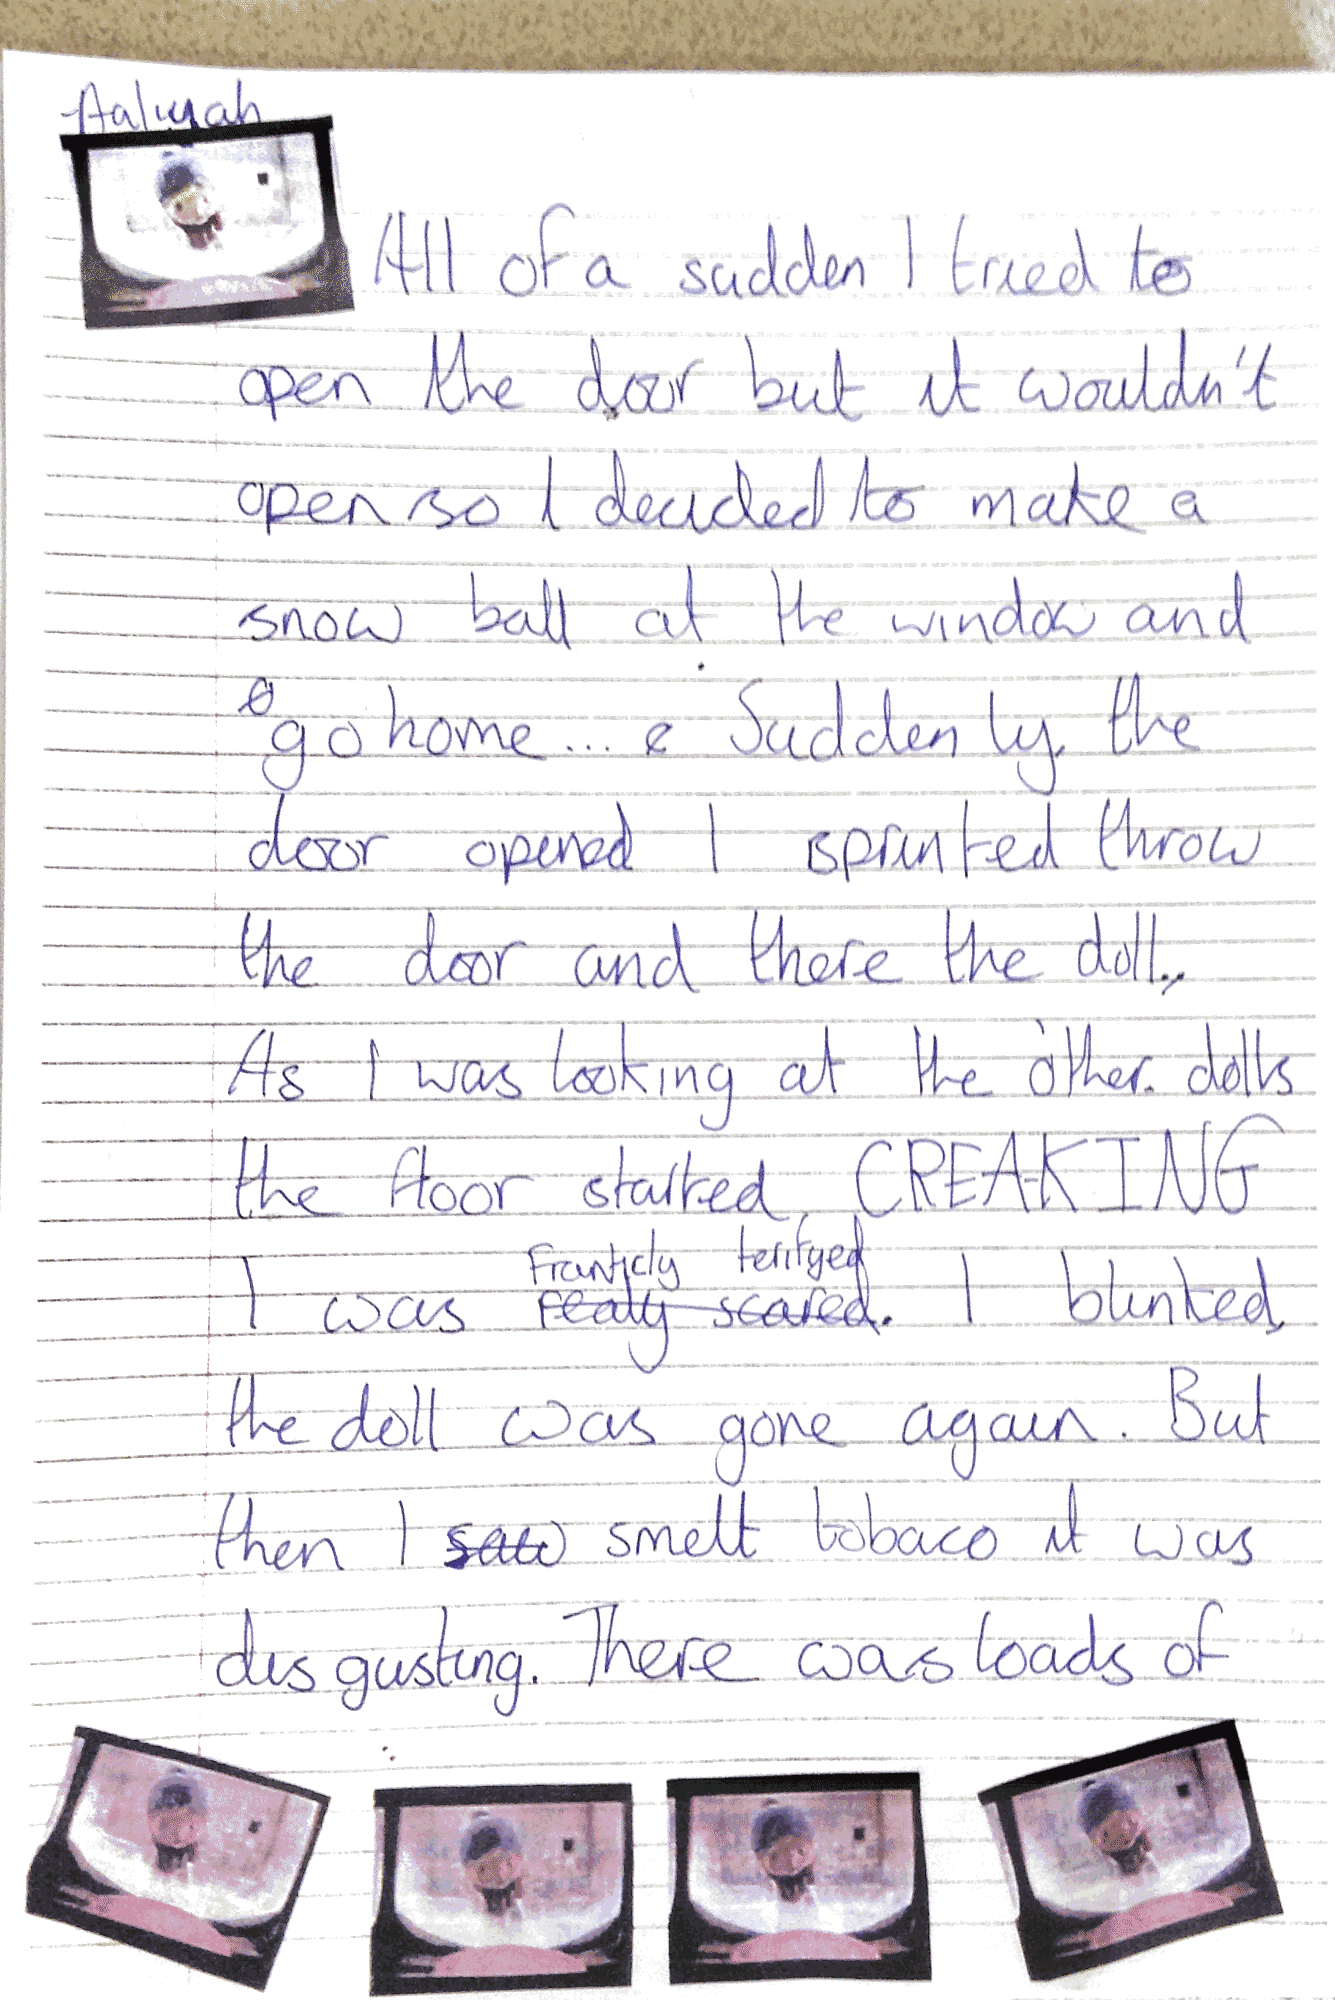 Aaliyah
All of a sudden I tried to
open the door but it wouldn't
open so I decided to make a
snow ball at the window and
go home... Suddenly the
door opened I sprinted throw
the door and there the doll..
As I was looking at the other dolls
the floor started CREAKING
franticly terifyed
I was realy scared. I blinked,
the doll was gone again. But
then I saw smelt tobaco it was
disgusting. There was loads of